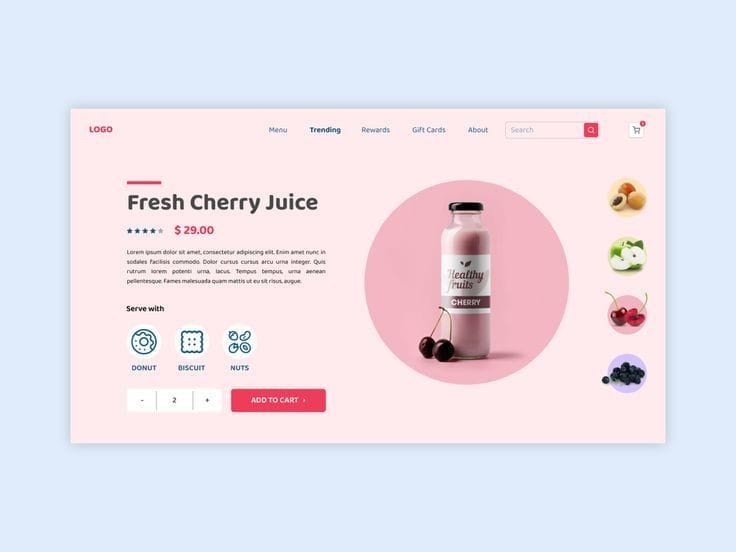 LOGO
Menu Trending Rewards Gift Cards About Search
Fresh Cherry Juice
$ 29.00
Lorem ipsum dolor sit amet, consectetur adipiscing elit. Enim amet nunc in
sodales facilisis commodo. Dolor cursus cursus arcu urna integer. Quis
rutrum lorem potenti urna, lacus. Tempus tempus, urna aenean
pellentesque. Fames malesuada quam mattis ut eu sit risus, augue.
Serve with
DONUT BISCUIT NUTS
- 2 + ADD TO CART ›
Healthy
fruits
CHERRY